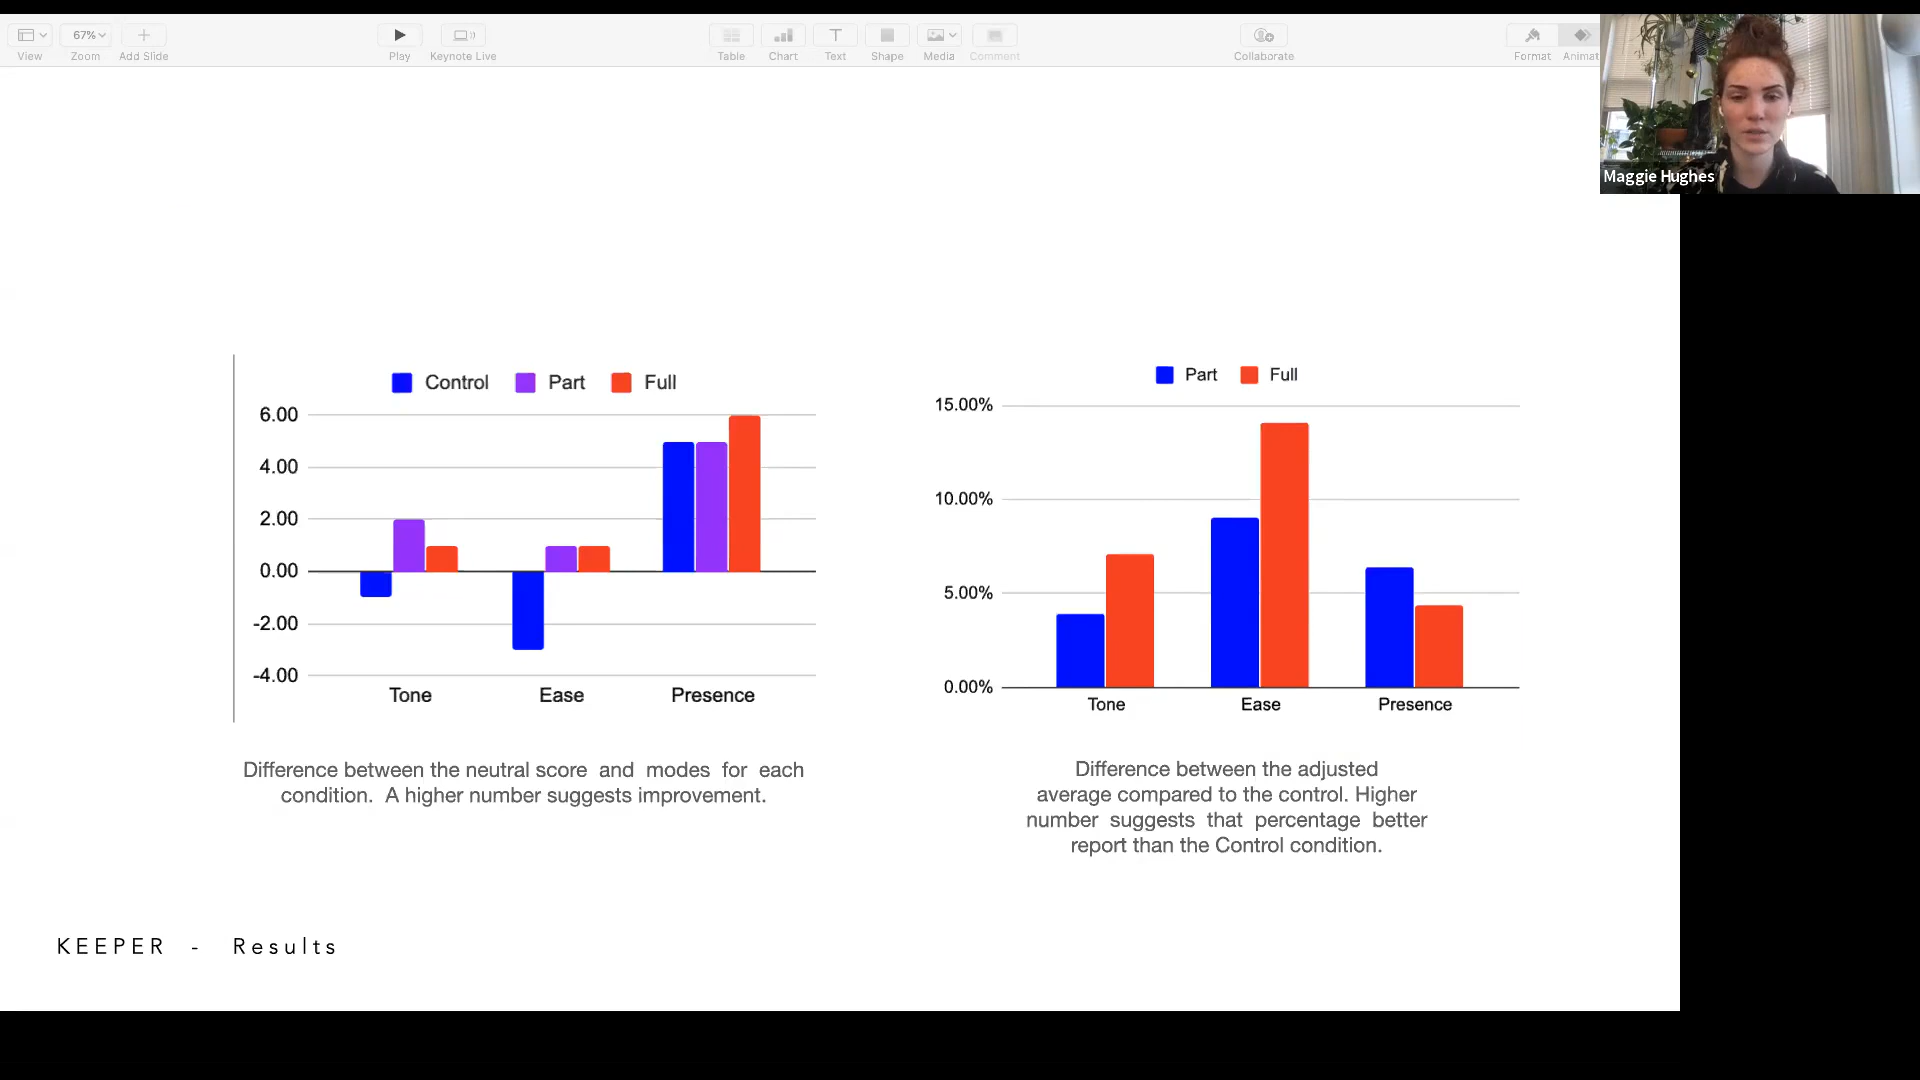 View
67%
Zoom
Add Slide
Play
Keynote Live
Table
Chart
Text
Shape
Media
Comment
Collaborate
Format
Animat
Maggie Hughes
Control Part Full
6.00
4.00
2.00
0.00
-2.00
-4.00
Tone Ease Presence
Difference between the neutral score and modes for each
condition. A higher number suggests improvement.
Part Full
15.00%
10.00%
5.00%
0.00%
Tone Ease Presence
Difference between the adjusted
average compared to the control. Higher
number suggests that percentage better
report than the Control condition.
KEEPER - Results